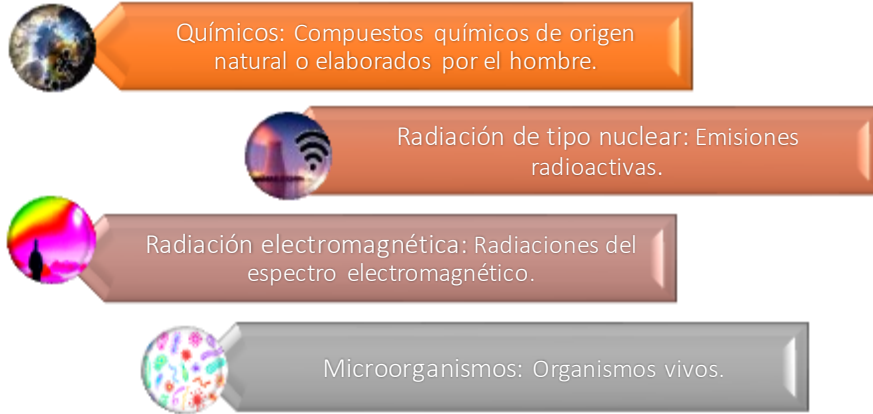 Químicos: Compuestos químicos de origen
natural o elaborados por el hombre.
Radiación de tipo nuclear: Emisiones
radioactivas.
Radiación electromagnética: Radiaciones del
espectro electromagnético.
Microorganismos: Organismos vivos.